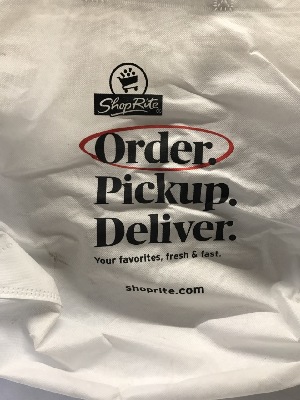 ShopRite
Order.
Pickup.
Deliver.
Your favorites, fresh & fast.
shoprite.com